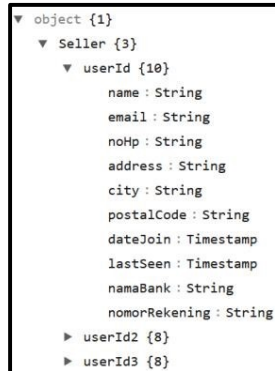 ▼ object {1}
▼ Seller {3}
▼ userId {10}
name : String
email : String
noHp : String
address : String
city : String
postalCode : String
dateJoin : Timestamp
lastSeen : Timestamp
namaBank : String
nomorRekening : String
► userId2 {8}
► userId3 {8}